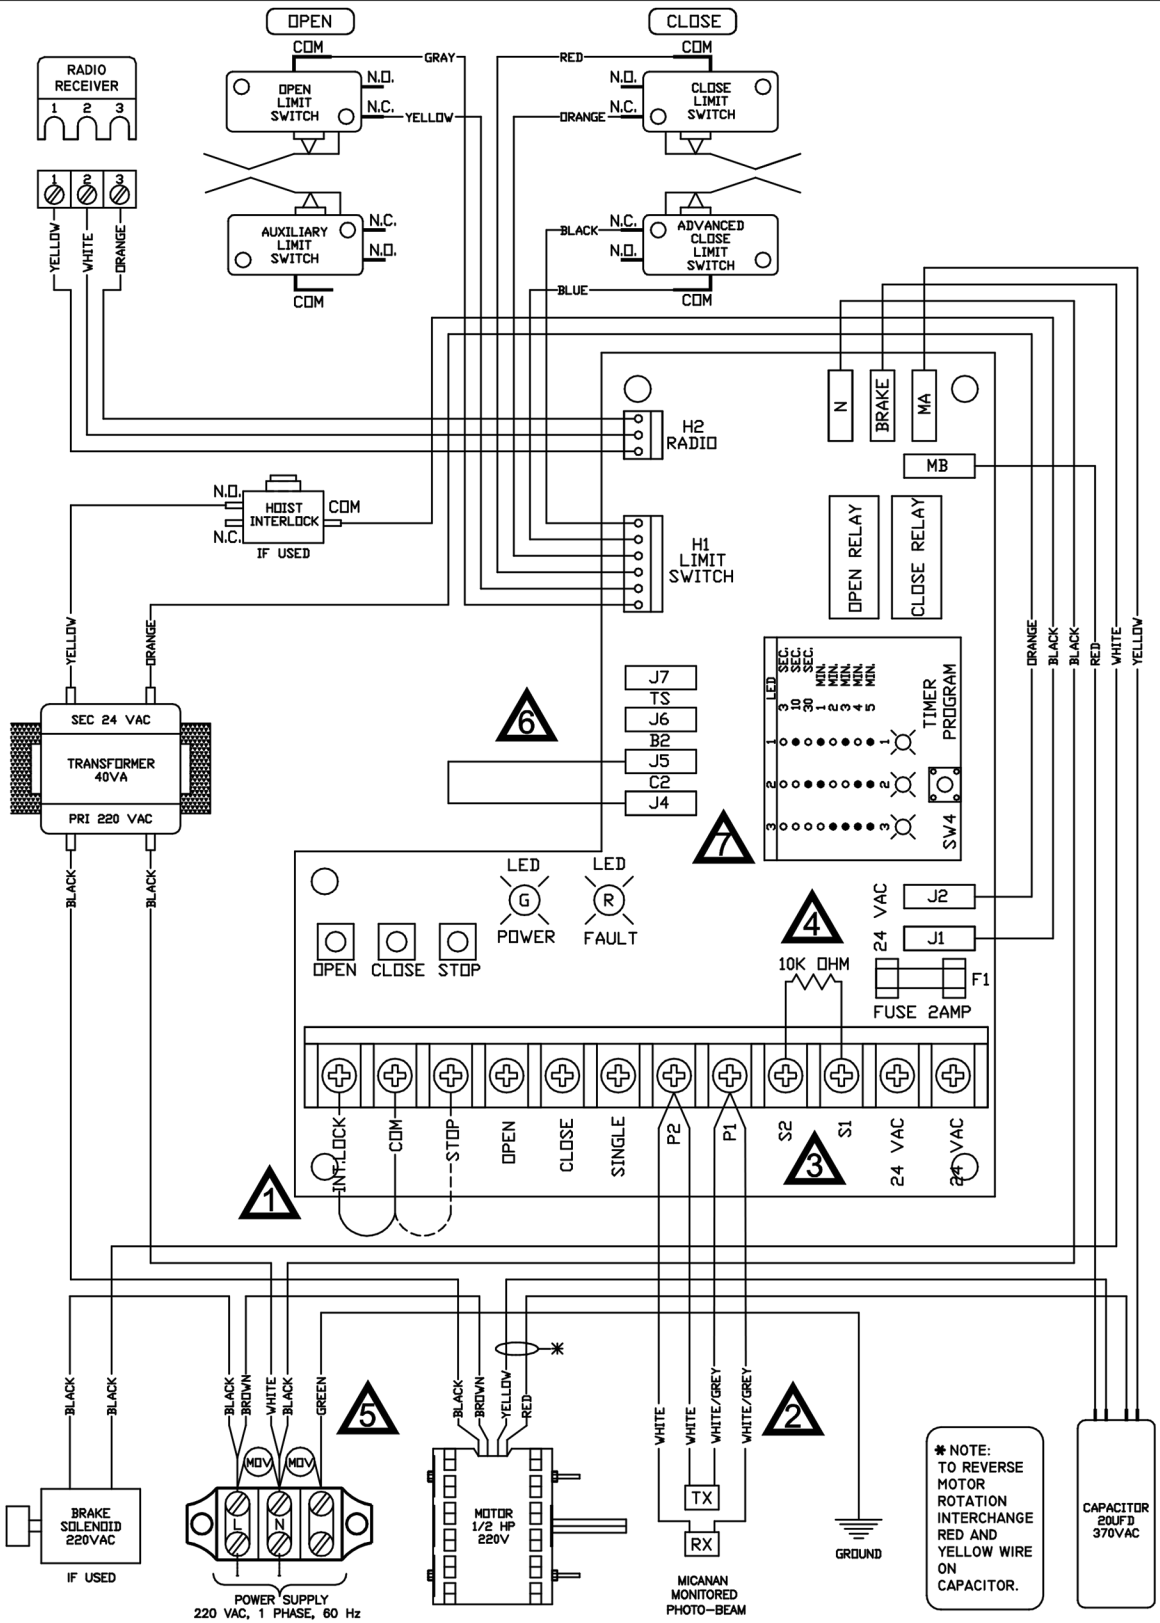 OPEN
CLOSE
COM
COM
GRAY
RED
RADIO
RECEIVER
1 2 3
OPEN
LIMIT
SWITCH
N.O.
N.C.
YELLOW
N.O.
N.C.
ORANGE
CLOSE
LIMIT
SWITCH
1 2 3
YELLOW
WHITE
ORANGE
AUXILIARY
LIMIT
SWITCH
N.C.
N.O.
COM
BLACK
N.C.
N.O.
ADVANCED
CLOSE
LIMIT
SWITCH
BLUE
COM
N
BRAKE
MA
MB
H2
RADIO
N.O.
N.C.
HOIST
INTERLOCK
COM
IF USED
H1
LIMIT
SWITCH
OPEN RELAY
CLOSE RELAY
YELLOW
ORANGE
ORANGE
BLACK
BLACK
RED
WHITE
YELLOW
SEC 24 VAC
TRANSFORMER
40VA
PRI 220 VAC
BLACK
BLACK
6
J7
TS
J6
B2
J5
C2
J4
LED
3 SEC.
10 SEC.
30 SEC.
1 MIN.
2 MIN.
3 MIN.
4 MIN.
5 MIN.
TIMER
PROGRAM
1 1
2 2
3 3
SW4
7
LED
G
POWER
LED
R
FAULT
OPEN
CLOSE
STOP
4
10K OHM
24 VAC
J2
J1
F1
FUSE 2AMP
INT.LOCK
COM
STOP
OPEN
CLOSE
SINGLE
P2
P1
S2
S1
24 VAC
24 VAC
1
3
BLACK
BLACK
BLACK
BROWN
WHITE
BLACK
GREEN
5
BLACK
BROWN
YELLOW
RED
*
WHITE
WHITE
WHITE/GREY
WHITE/GREY
2
MOV
MOV
L
N
BRAKE
SOLENOID
220VAC
IF USED
POWER SUPPLY
220 VAC, 1 PHASE, 60 Hz
MOTOR
1/2 HP
220V
TX
RX
MICANAN
MONITORED
PHOTO-BEAM
GROUND
* NOTE:
TO REVERSE
MOTOR
ROTATION
INTERCHANGE
RED AND
YELLOW WIRE
ON
CAPACITOR.
CAPACITOR
20UFD
370VAC